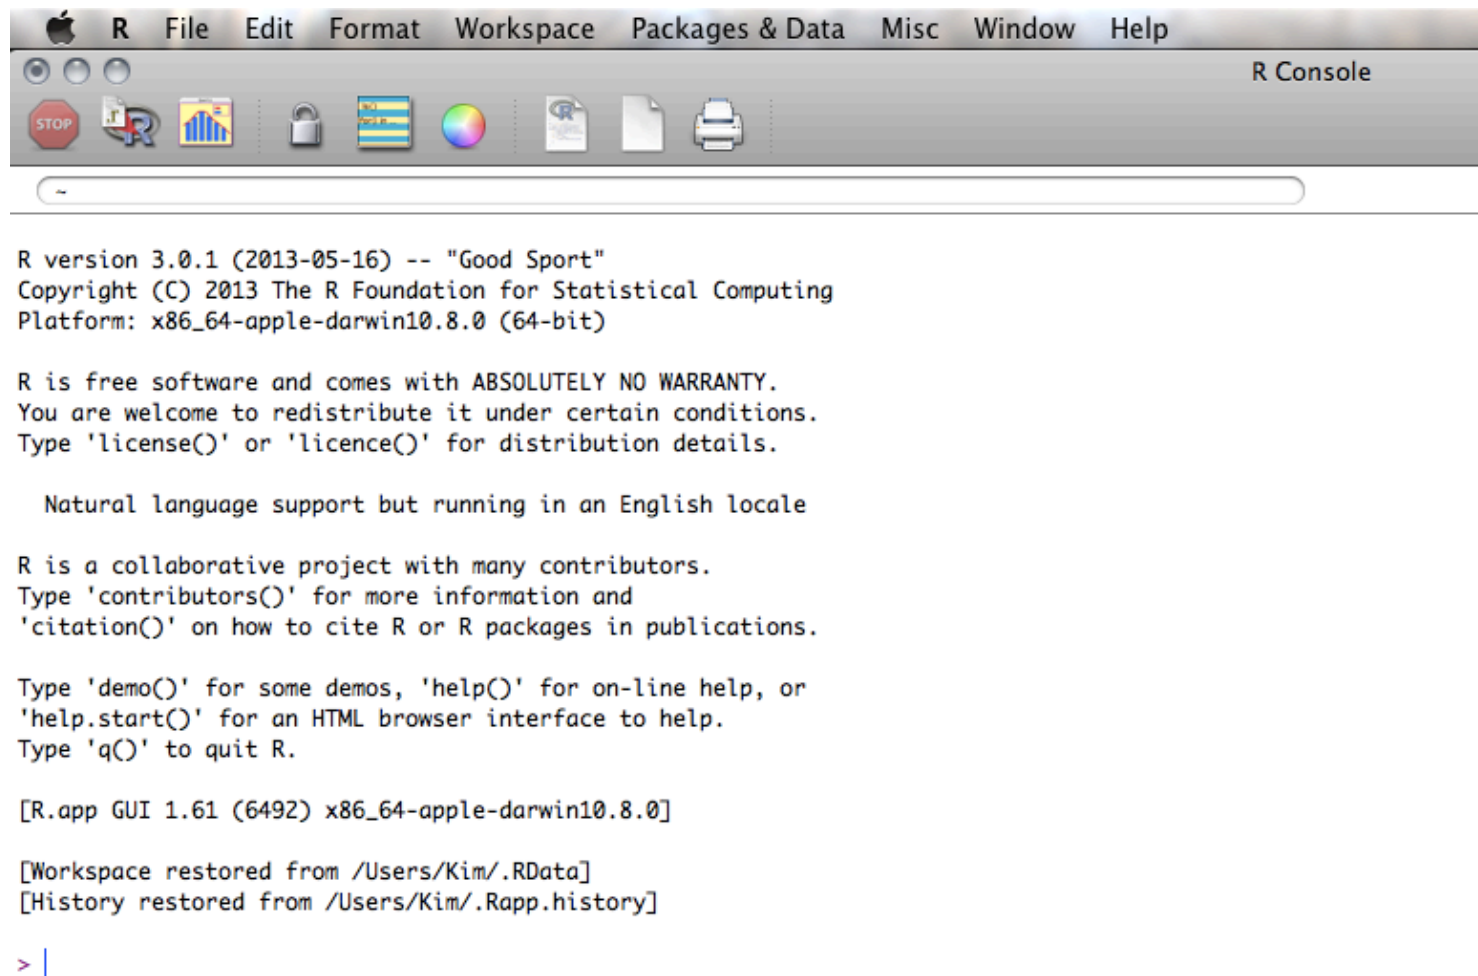 R File Edit Format Workspace Packages & Data Misc Window Help
R Console
STOP
~
R version 3.0.1 (2013-05-16) -- "Good Sport"
Copyright (C) 2013 The R Foundation for Statistical Computing
Platform: x86_64-apple-darwin10.8.0 (64-bit)
R is free software and comes with ABSOLUTELY NO WARRANTY.
You are welcome to redistribute it under certain conditions.
Type 'license()' or 'licence()' for distribution details.
Natural language support but running in an English locale
R is a collaborative project with many contributors.
Type 'contributors()' for more information and
'citation()' on how to cite R or R packages in publications.
Type 'demo()' for some demos, 'help()' for on-line help, or
'help.start()' for an HTML browser interface to help.
Type 'q()' to quit R.
[R.app GUI 1.61 (6492) x86_64-apple-darwin10.8.0]
[Workspace restored from /Users/Kim/.RData]
[History restored from /Users/Kim/.Rapp.history]
>